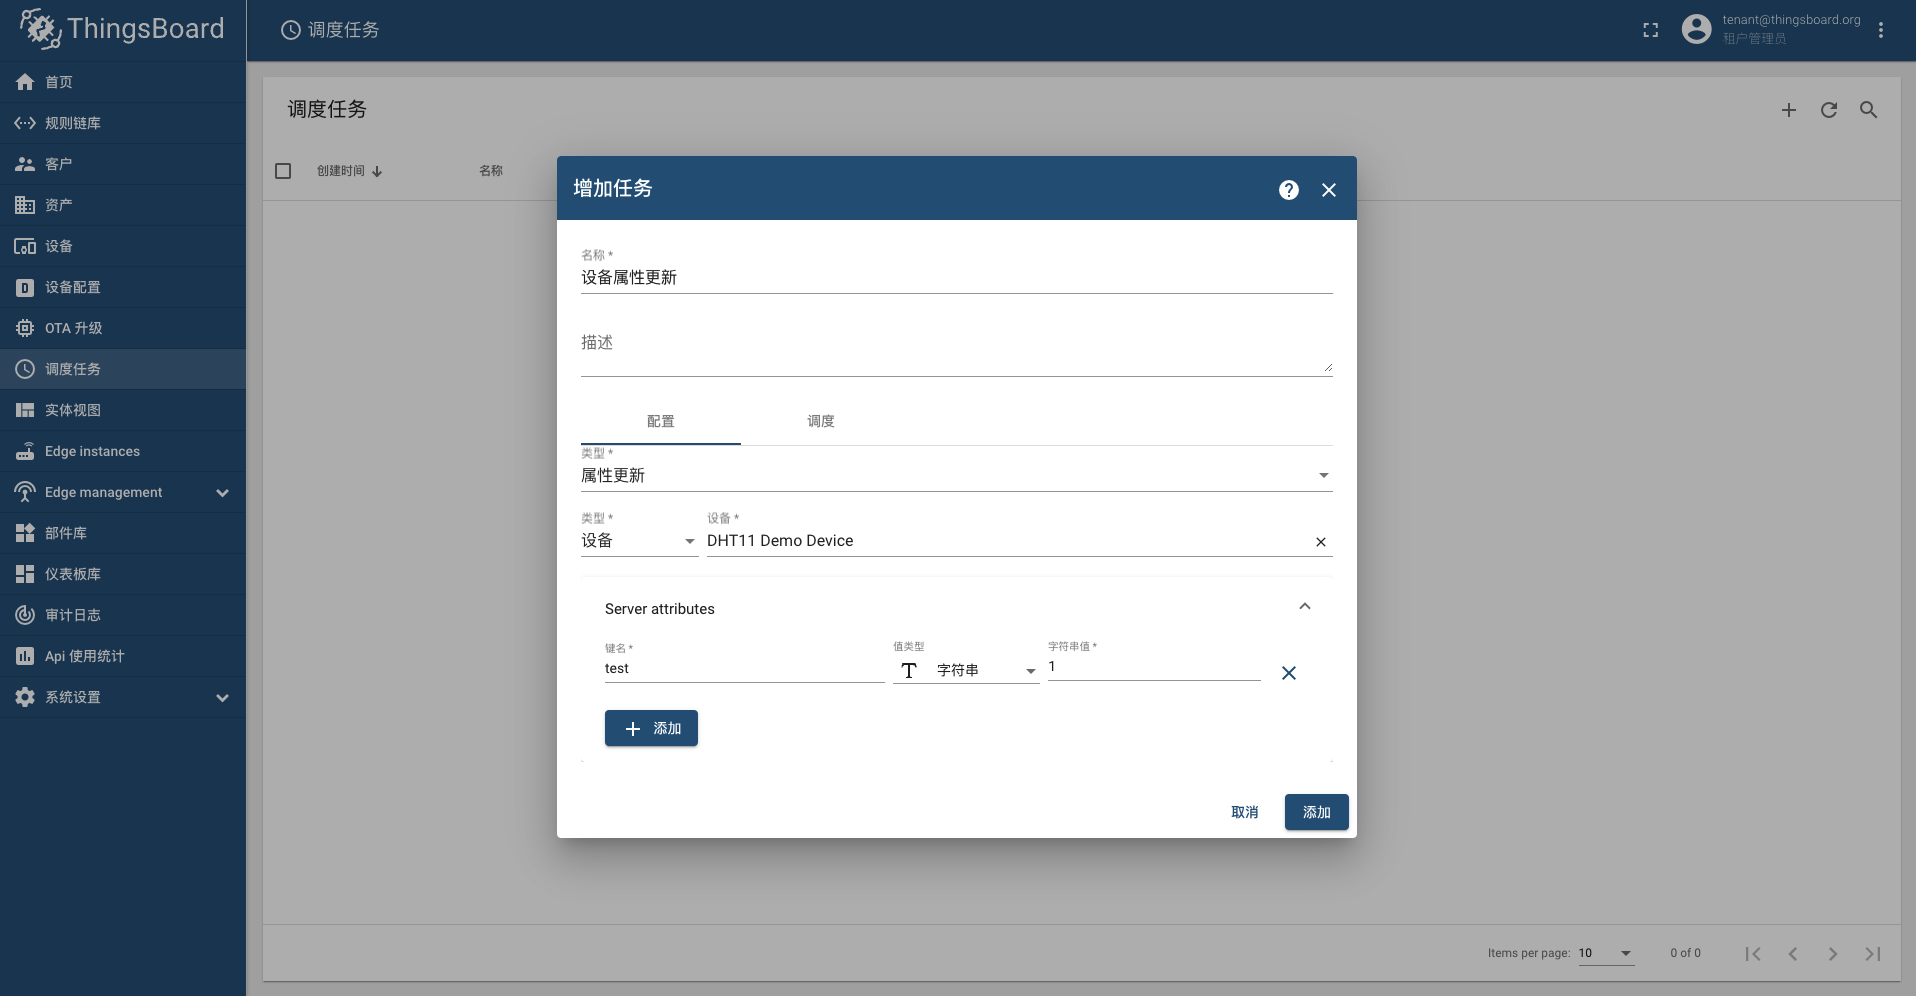 ThingsBoard
调度任务
tenant@thingsboard.org
租户管理员
首页
规则链库
客户
资产
设备
设备配置
OTA 升级
调度任务
实体视图
Edge instances
Edge management
部件库
仪表板库
审计日志
Api 使用统计
系统设置
调度任务
创建时间
名称
增加任务
名称 *
设备属性更新
描述
配置 调度
类型 *
属性更新
类型 * 设备 *
设备 DHT11 Demo Device
Server attributes
键名 * 值类型 字符串值 *
test 字符串 1
添加
取消 添加
Items per page: 10 0 of 0